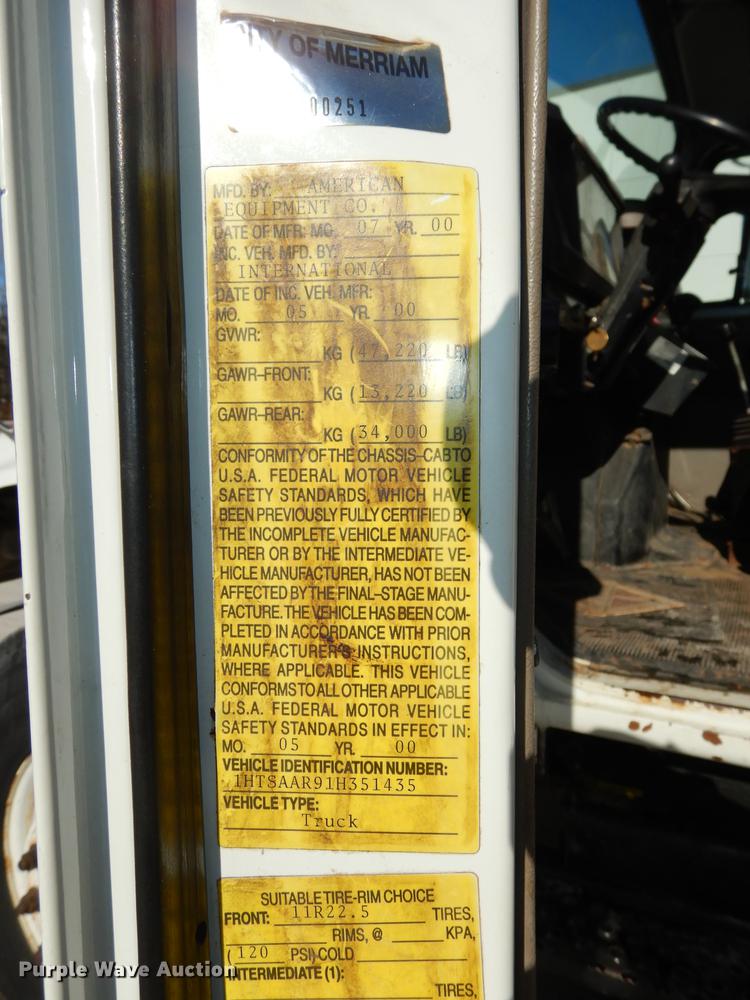 CITY OF MERRIAM
00251
MFD. BY: AMERICAN
EQUIPMENT CO.
DATE OF MFR: MO. 07 YR. 00
INC. VEH. MFD. BY:
INTERNATIONAL
DATE OF INC. VEH. MFR:
MO. 05 YR. 00
GVWR:
KG (47,220 LB)
GAWR-FRONT:
KG (13,220 LB)
GAWR-REAR:
KG (34,000 LB)
CONFORMITY OF THE CHASSIS-CAB TO
U.S.A. FEDERAL MOTOR VEHICLE
SAFETY STANDARDS, WHICH HAVE
BEEN PREVIOUSLY FULLY CERTIFIED BY
THE INCOMPLETE VEHICLE MANUFAC-
TURER OR BY THE INTERMEDIATE VE-
HICLE MANUFACTURER, HAS NOT BEEN
AFFECTED BY THE FINAL-STAGE MANU-
FACTURE. THE VEHICLE HAS BEEN COM-
PLETED IN ACCORDANCE WITH PRIOR
MANUFACTURER'S INSTRUCTIONS,
WHERE APPLICABLE. THIS VEHICLE
CONFORMS TO ALL OTHER APPLICABLE
U.S.A. FEDERAL MOTOR VEHICLE
SAFETY STANDARDS IN EFFECT IN:
MO. 05 YR. 00
VEHICLE IDENTIFICATION NUMBER:
1HTSAAR91H351435
VEHICLE TYPE:
Truck
SUITABLE TIRE-RIM CHOICE
FRONT: 11R22.5 TIRES,
RIMS, @ KPA,
(120 PSI) COLD
INTERMEDIATE (1):
TIRES,
Purple Wave Auction